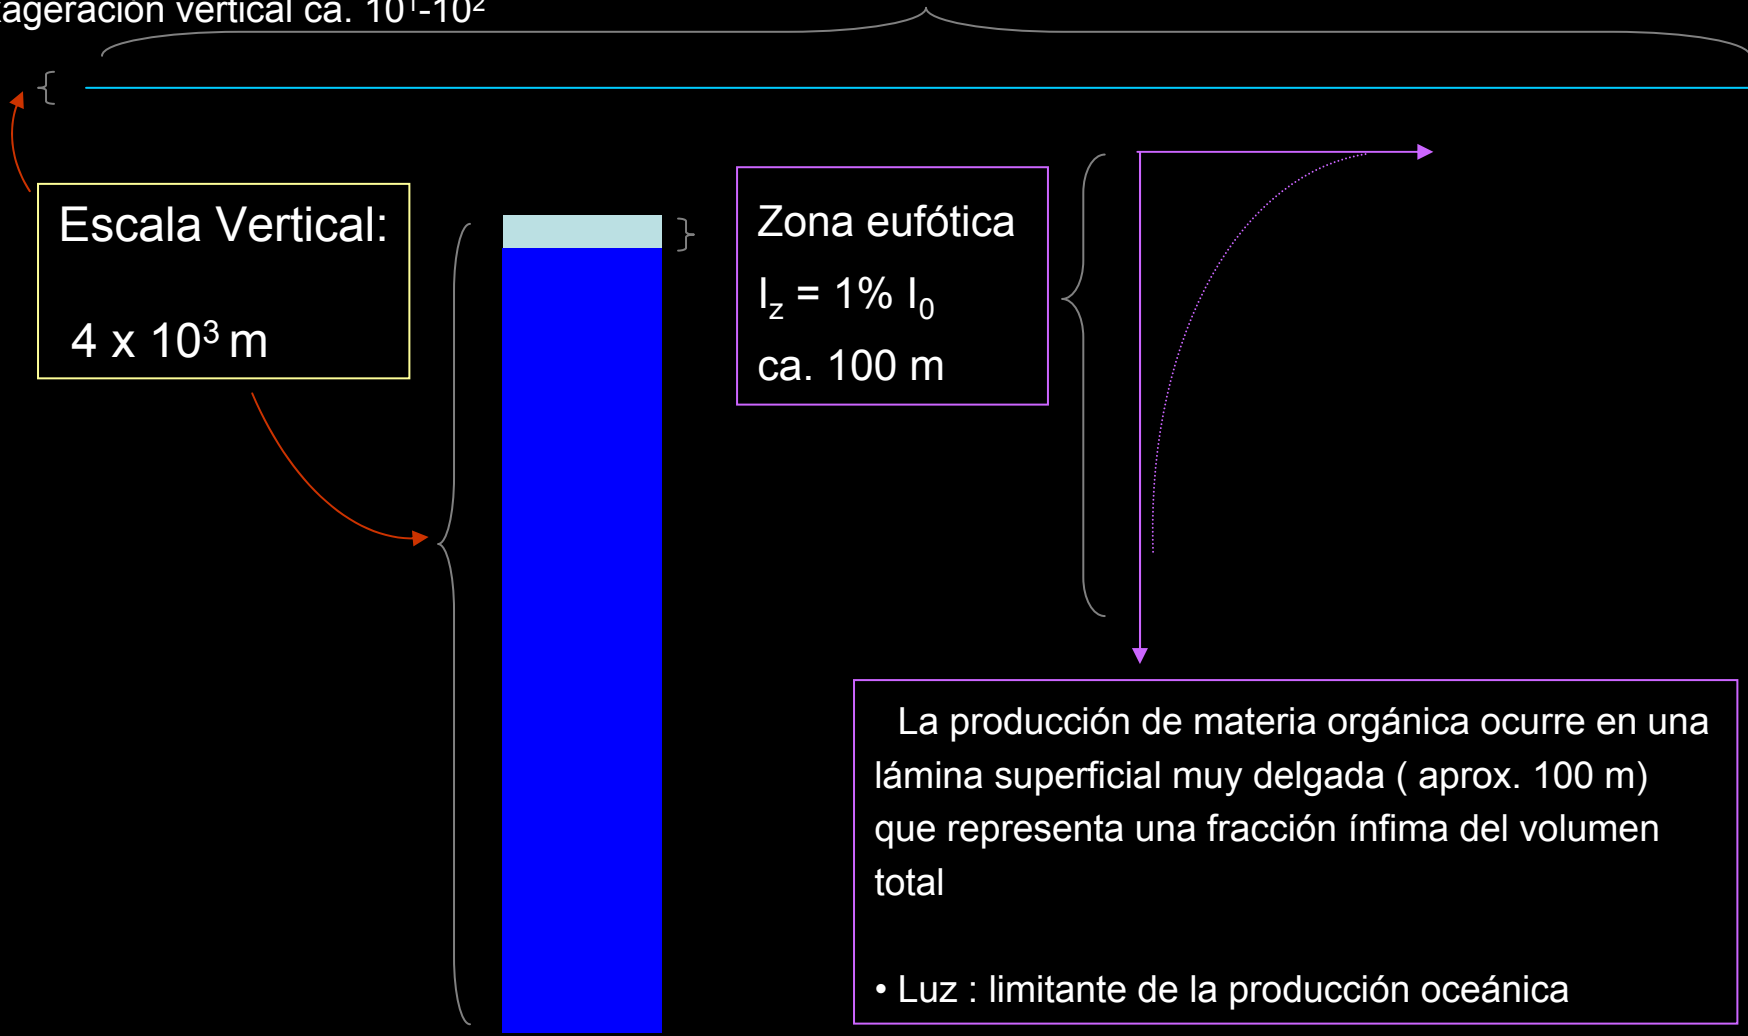 xageración vertical ca. 10¹-10²
Escala Vertical:
4 x 10³ m
Zona eufótica
I_z = 1% I_0
ca. 100 m
La producción de materia orgánica ocurre en una
lámina superficial muy delgada ( aprox. 100 m)
que representa una fracción ínfima del volumen
total
• Luz : limitante de la producción oceánica